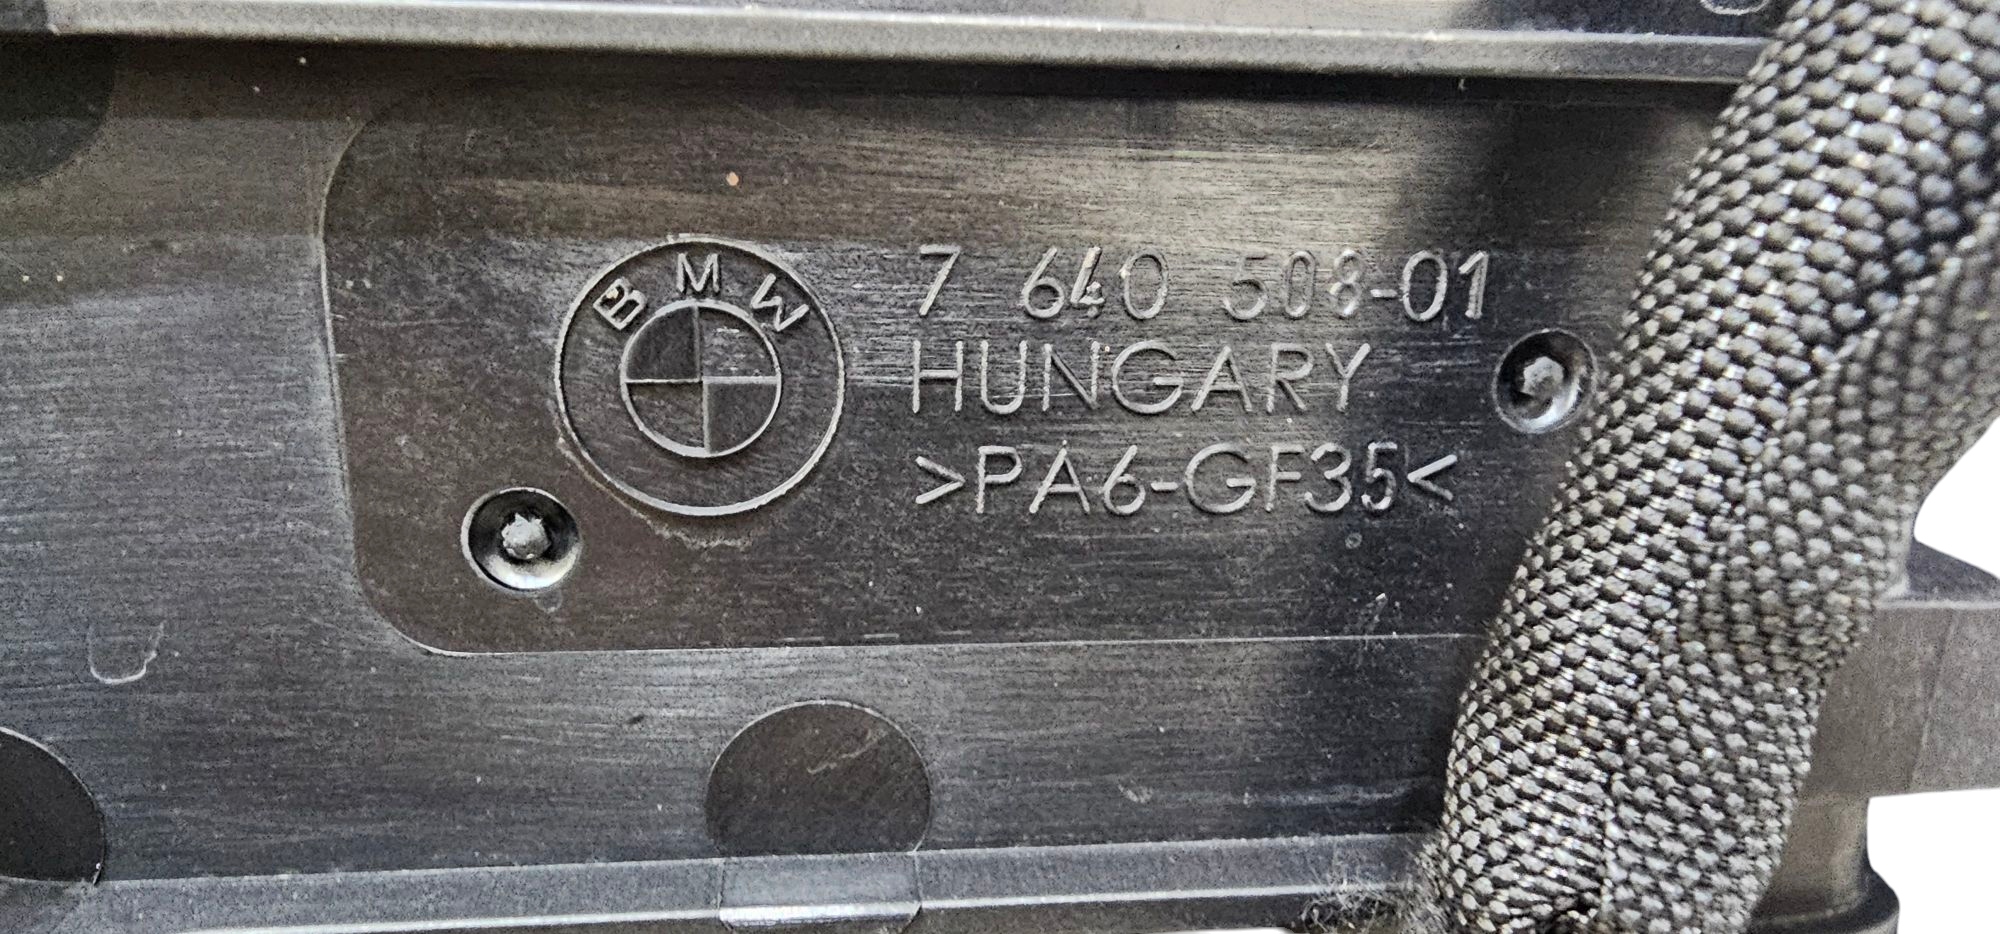 BMW
7 640 508-01
HUNGARY
>PA6-GF35<